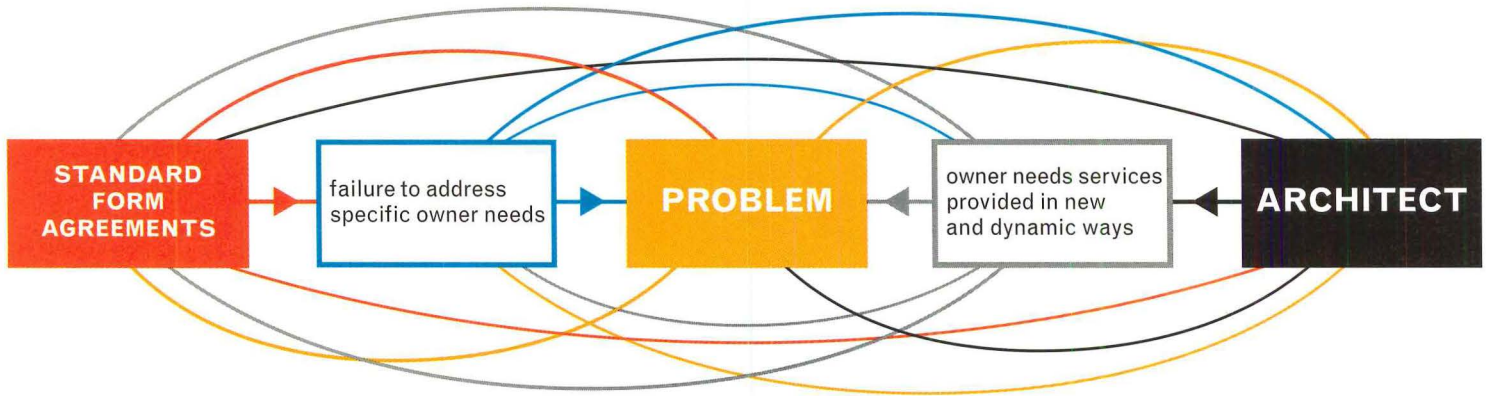 STANDARD
FORM
AGREEMENTS
failure to address
specific owner needs
PROBLEM
owner needs services
provided in new
and dynamic ways
ARCHITECT